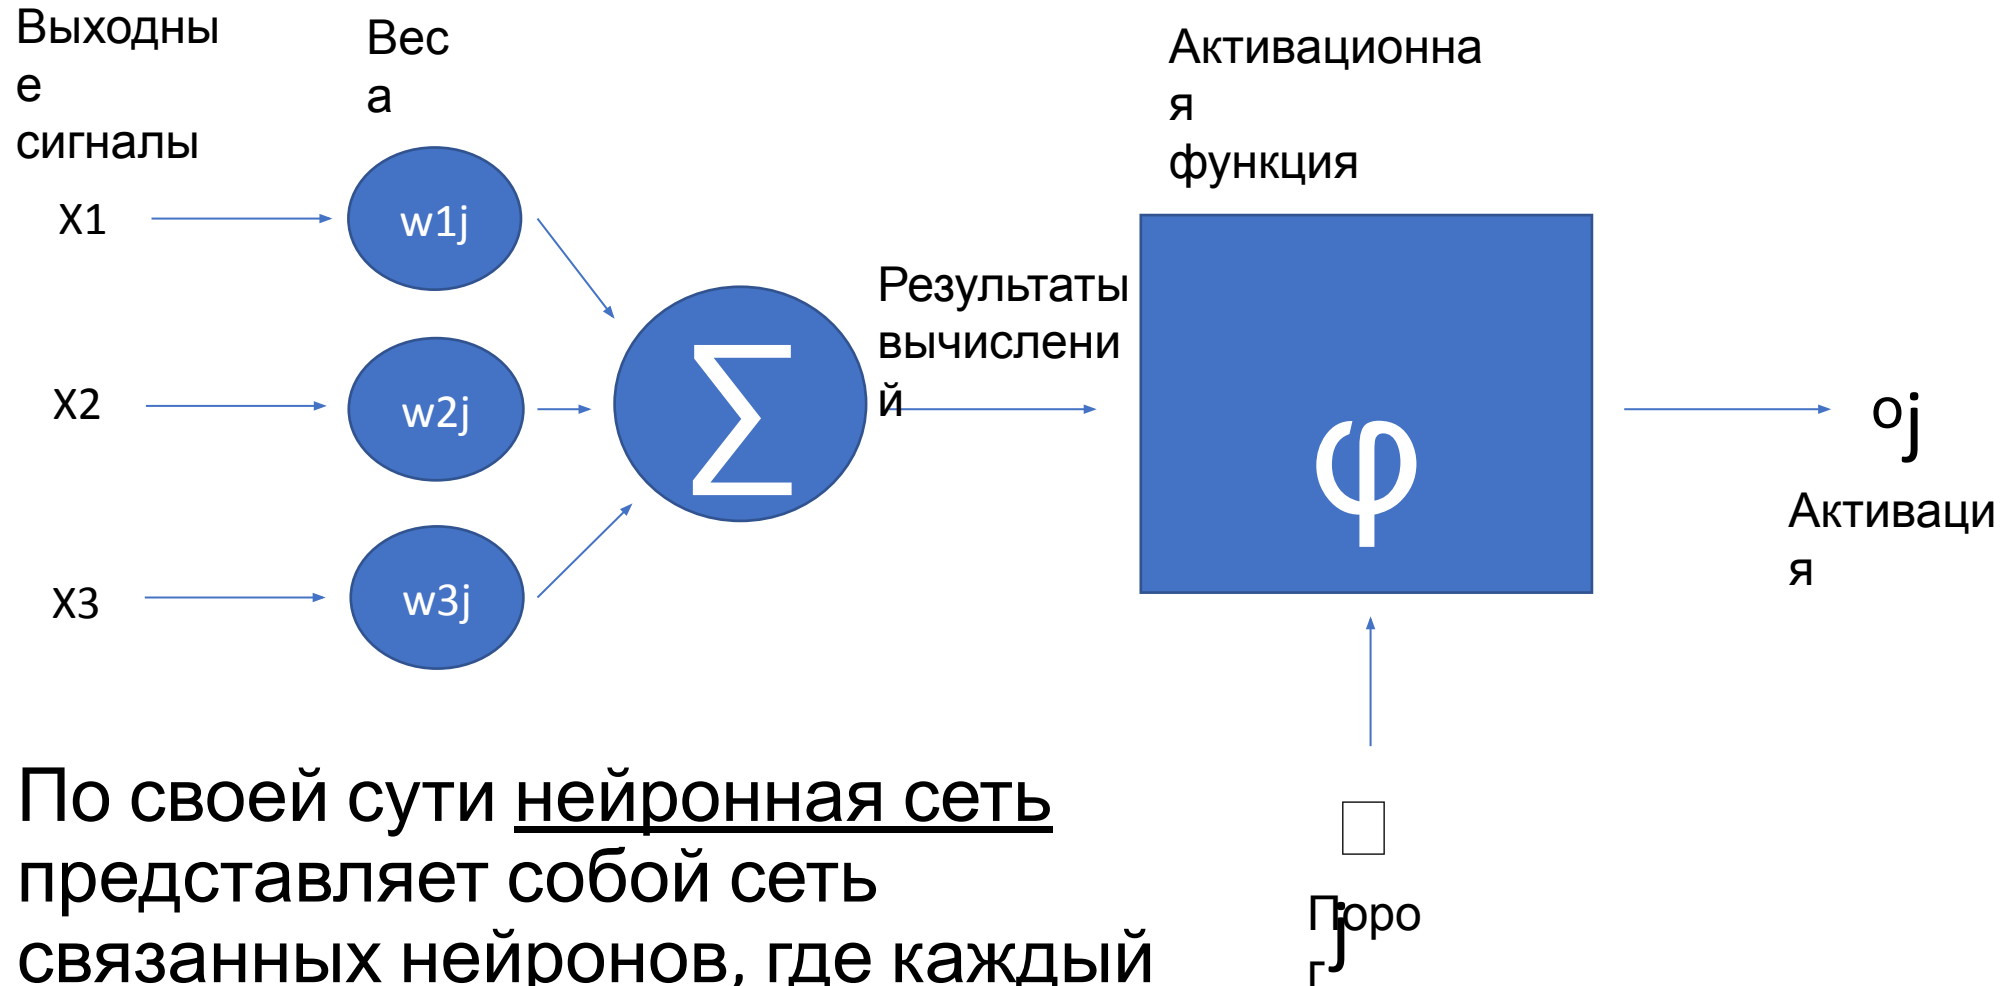 Выходны
е
сигналы
Вес
а
Активационна
я
функция
X1
w1j
Результаты
вычислени
й
X2
w2j
∑
φ
oj
Активаци
я
X3
w3j
По своей сути нейронная сеть
представляет собой сеть
связанных нейронов, где каждый
j
Поро
г